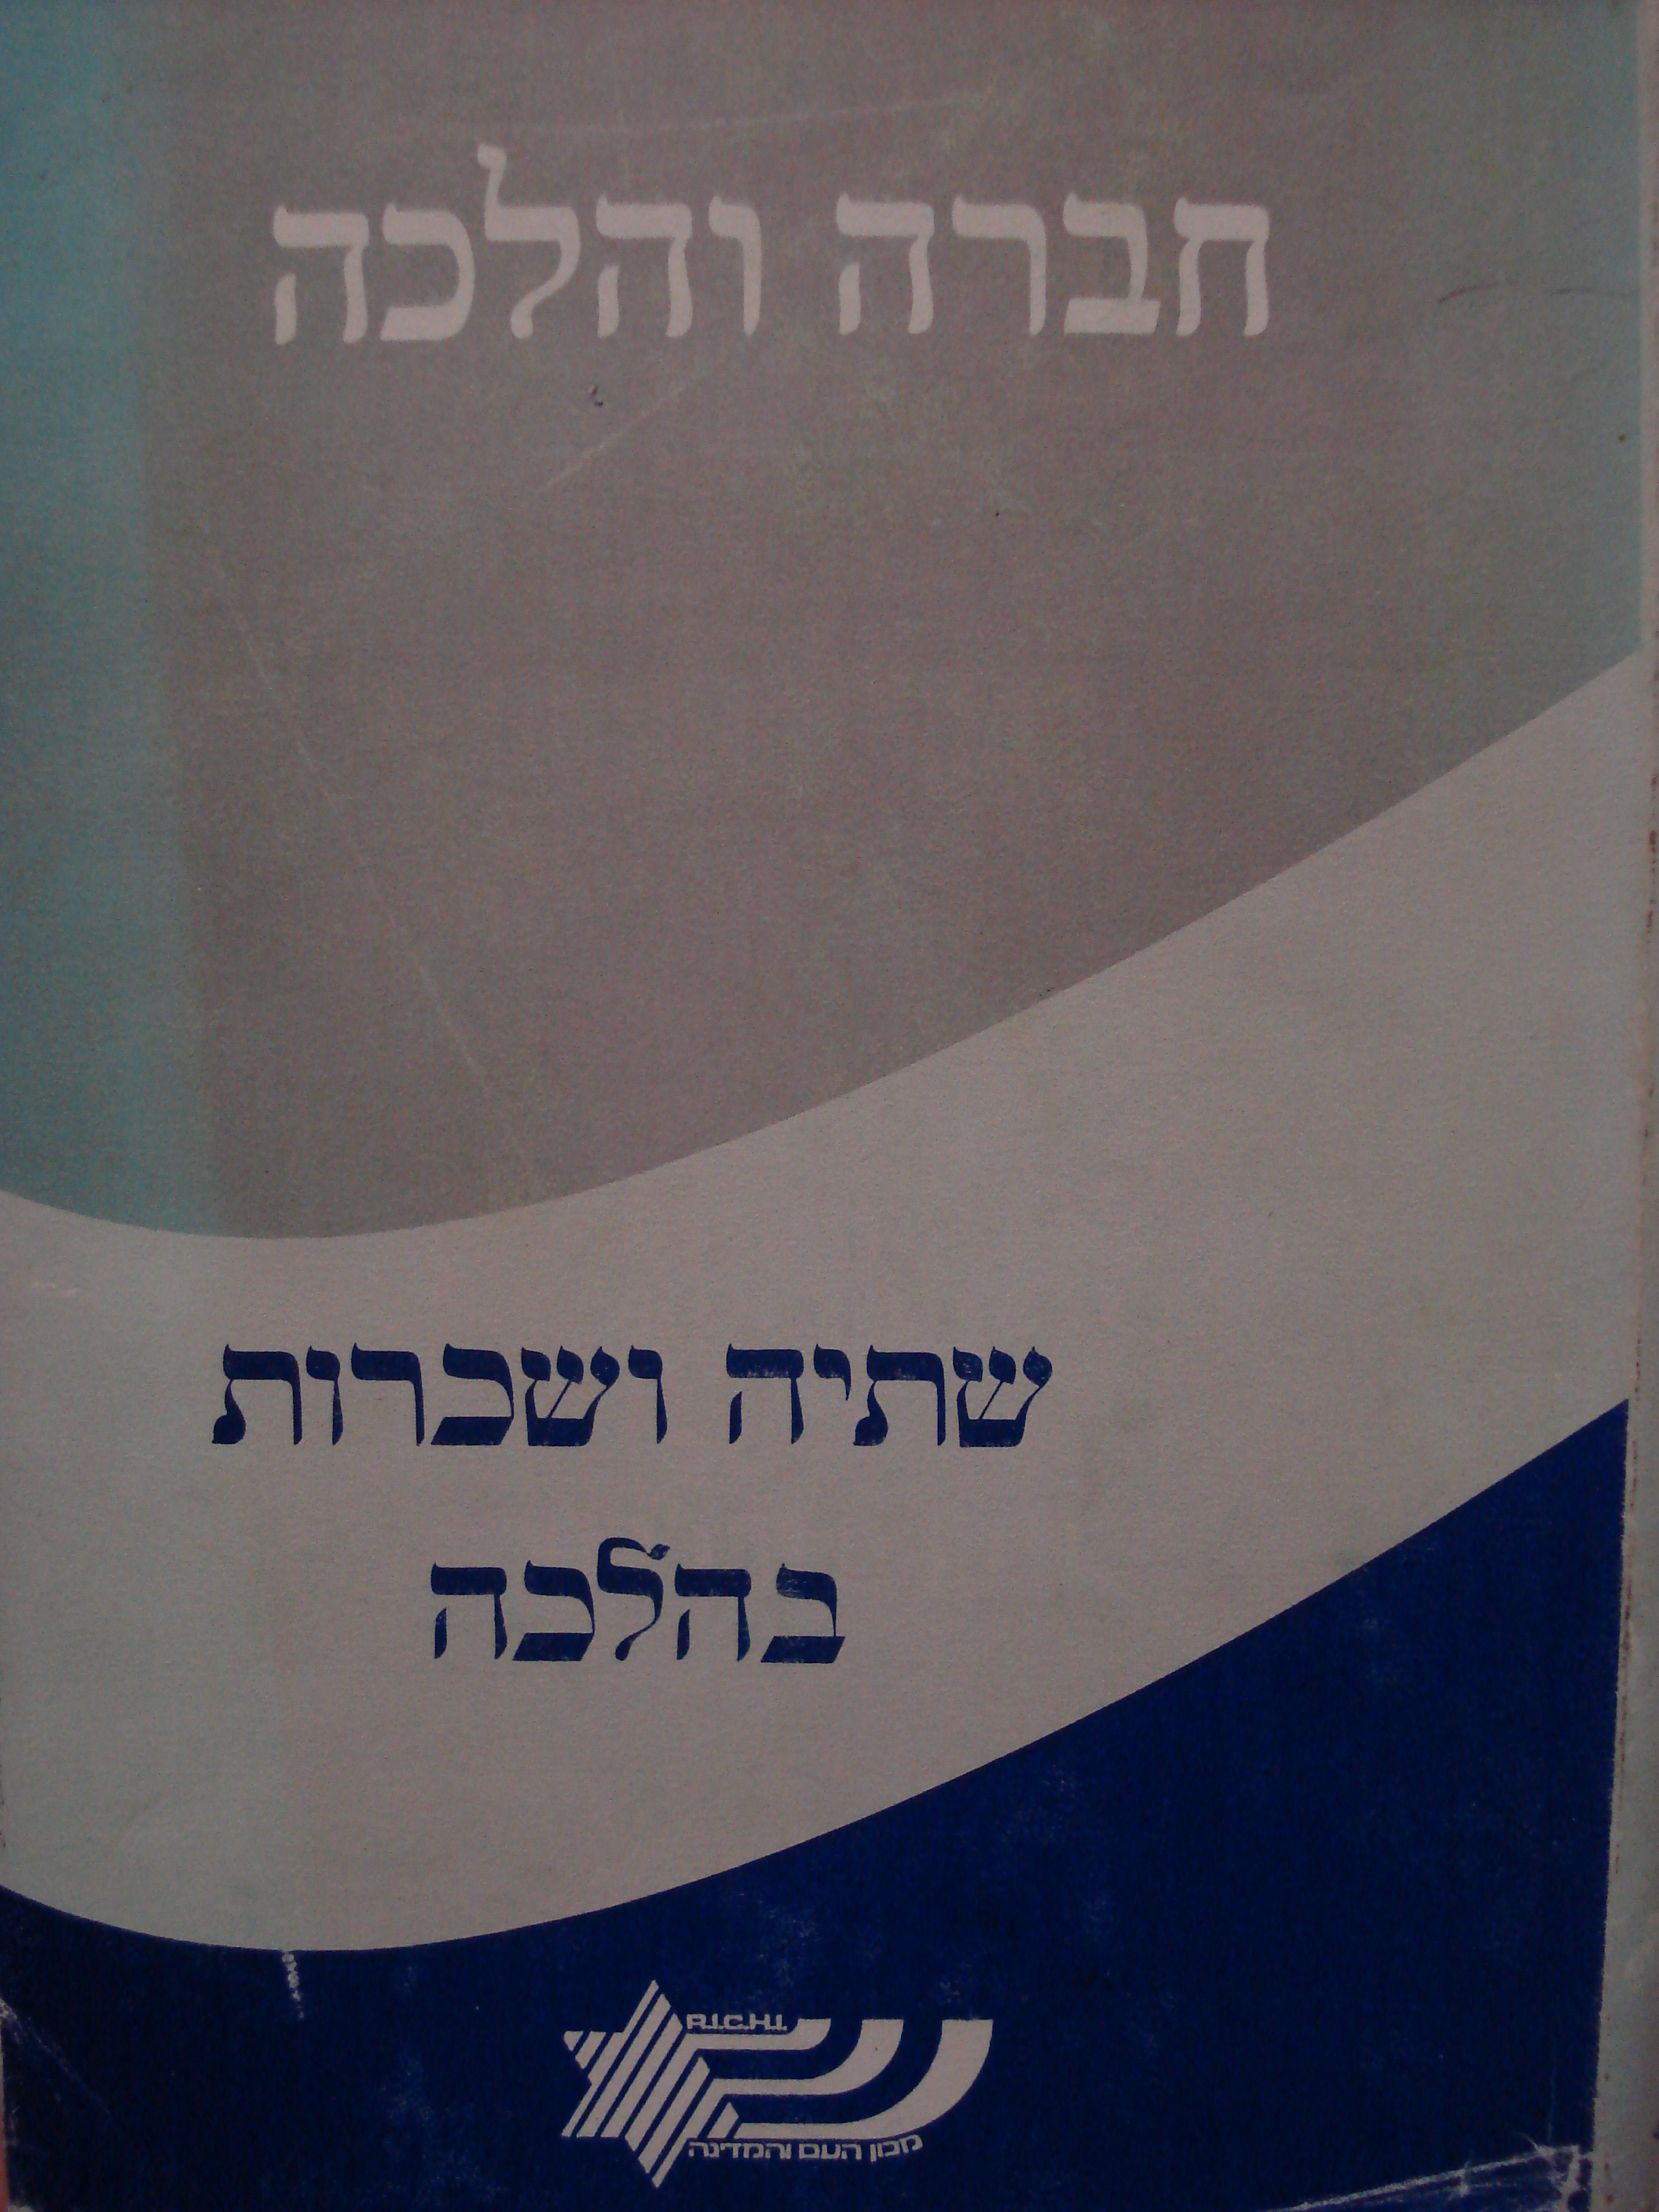 חברה והלכה
שתיה ושכרות
בהלכה
R.I.C.H.I.
מכון העם והמדינה